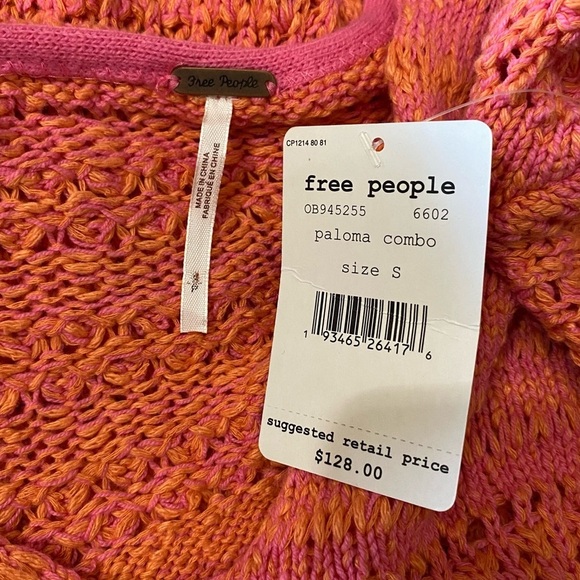 Free People
MADE IN CHINA
FABRIQUÉ EN CHINE
CP1214 80 81
free people
OB945255 6602
paloma combo
size S
1 93465 26417 6
suggested retail price
$128.00